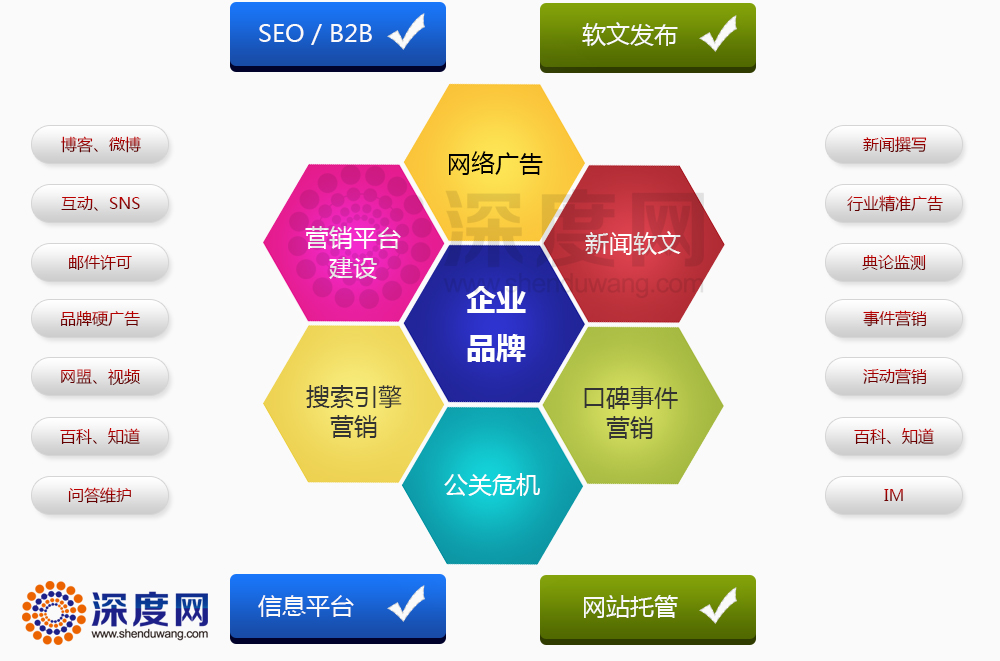 SEO / B2B
软文发布
博客、微博
互动、SNS
邮件许可
品牌硬广告
网盟、视频
百科、知道
问答维护
网络广告
营销平台
建设
新闻软文
企业
品牌
搜索引擎
营销
口碑事件
营销
公关危机
深度网
www.shenduwang.com
新闻撰写
行业精准广告
典论监测
事件营销
活动营销
百科、知道
IM
深度网
www.shenduwang.com
信息平台
网站托管